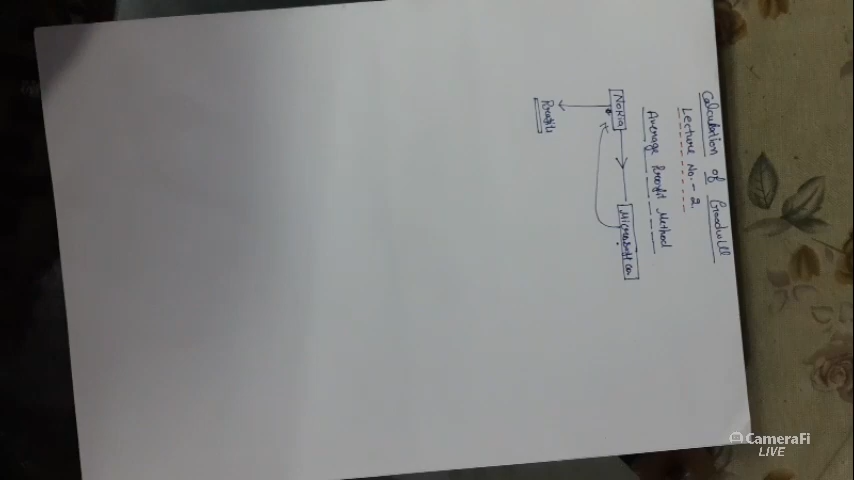 Calculation of Goodwill
Lecture No. - 2.
Average Profit Method
Nokia
Microsoft Co.
Profits
CameraFi
LIVE